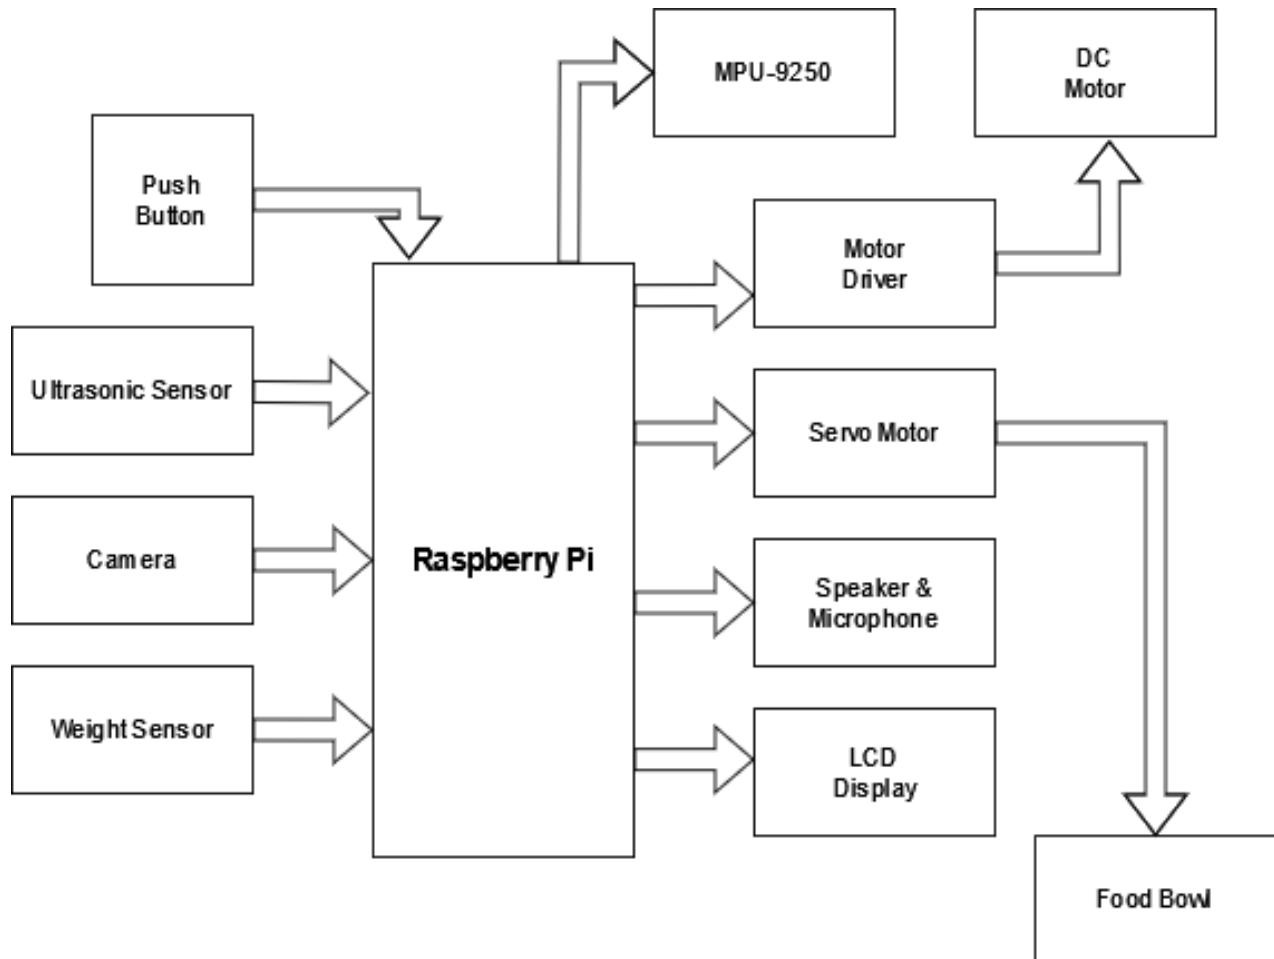 MPU-9250
DC
Motor
Push
Button
Motor
Driver
Ultrasonic Sensor
Servo Motor
Camera
Raspberry Pi
Speaker &
Microphone
Weight Sensor
LCD
Display
Food Bowl